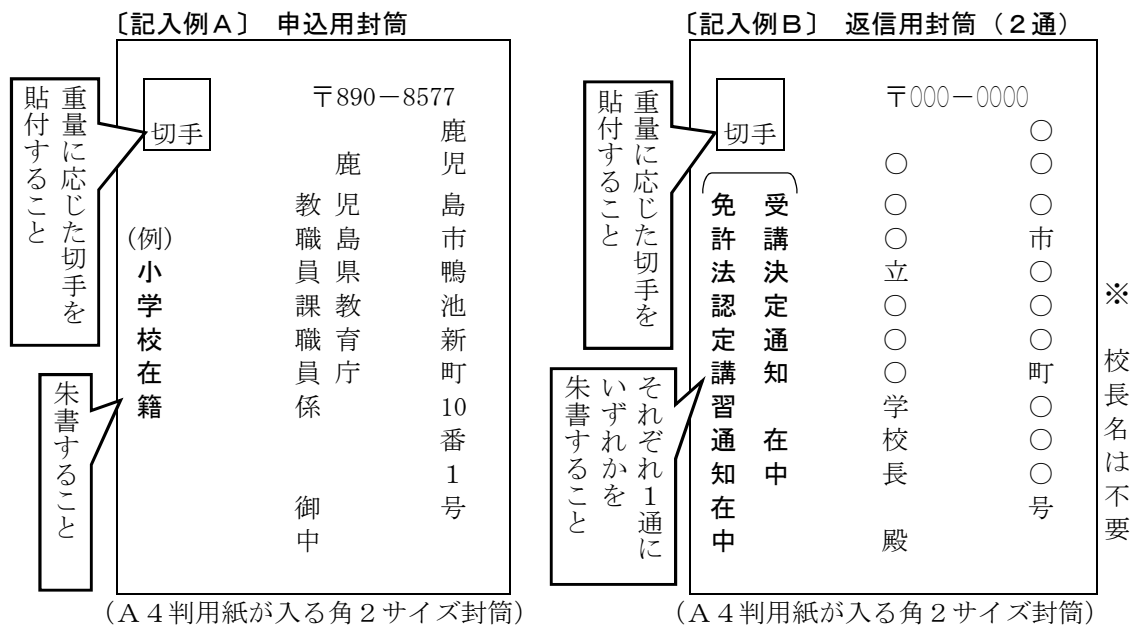 〔記入例A〕 申込用封筒
切手
〒890－8577
鹿児島市鴨池新町10番1号
鹿児島県教育庁
教職員課職員係 御中
(例)
小学校在籍
重量に応じた切手を
貼付すること
朱書すること
(A4判用紙が入る角2サイズ封筒)
〔記入例B〕 返信用封筒（2通）
切手
〒000－0000
○○○市○○○町○○○号
○○○立○○○学校長 殿
受講決定通知 在中
免許法認定講習通知在中
重量に応じた切手を
貼付すること
それぞれ1通に
いずれかを
朱書すること
※ 校長名は不要
(A4判用紙が入る角2サイズ封筒)